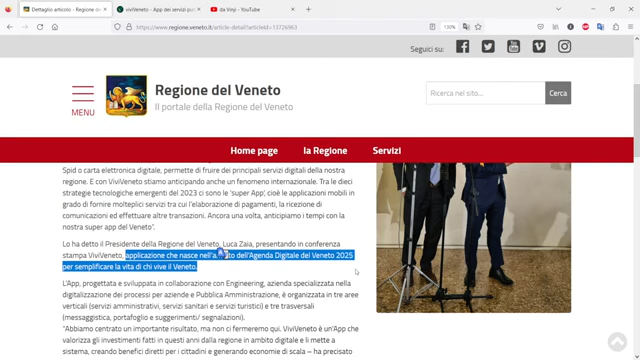 Dettaglio articolo - Regione de
viviVeneto - App dei servizi pub
da Vinji - YouTube
https://www.regione.veneto.it/article-detail?articleId=13726963
130%
Seguici su:
MENU
Regione del Veneto
Il portale della Regione del Veneto
Ricerca nel sito...
Cerca
Home page
la Regione
Servizi
Spid o carta elettronica digitale, permette di fruire dei principali servizi digitali della nostra
regione. E con ViviVeneto stiamo anticipando anche un fenomeno internazionale. Tra le dieci
strategie tecnologiche emergenti del 2023 ci sono le 'super App', cioè le applicazioni mobili in
grado di fornire molteplici servizi tra cui l'elaborazione di pagamenti, la ricezione di
comunicazioni ed effettuare altre transazioni. Ancora una volta, anticipiamo i tempi con la
nostra super app del Veneto".
Lo ha detto il Presidente della Regione del Veneto, Luca Zaia, presentando in conferenza
stampa ViviVeneto, applicazione che nasce dell'Agenda Digitale del Veneto 2025
per semplificare la vita di chi vive il Veneto.
L'App, progettata e sviluppata in collaborazione con Engineering, azienda specializzata nella
digitalizzazione dei processi per aziende e Pubblica Amministrazione, è organizzata in tre aree
verticali (servizi amministrativi, servizi sanitari e servizi turistici) e tre trasversali
(messaggistica, portafoglio e suggerimenti/ segnalazioni).
"Abbiamo centrato un importante risultato, ma non ci fermeremo qui. ViviVeneto è un'App che
valorizza gli investimenti fatti in questi anni dalla regione in ambito digitale e li mette a
sistema, creando benefici diretti per i cittadini e generando economie di scala – ha precisato